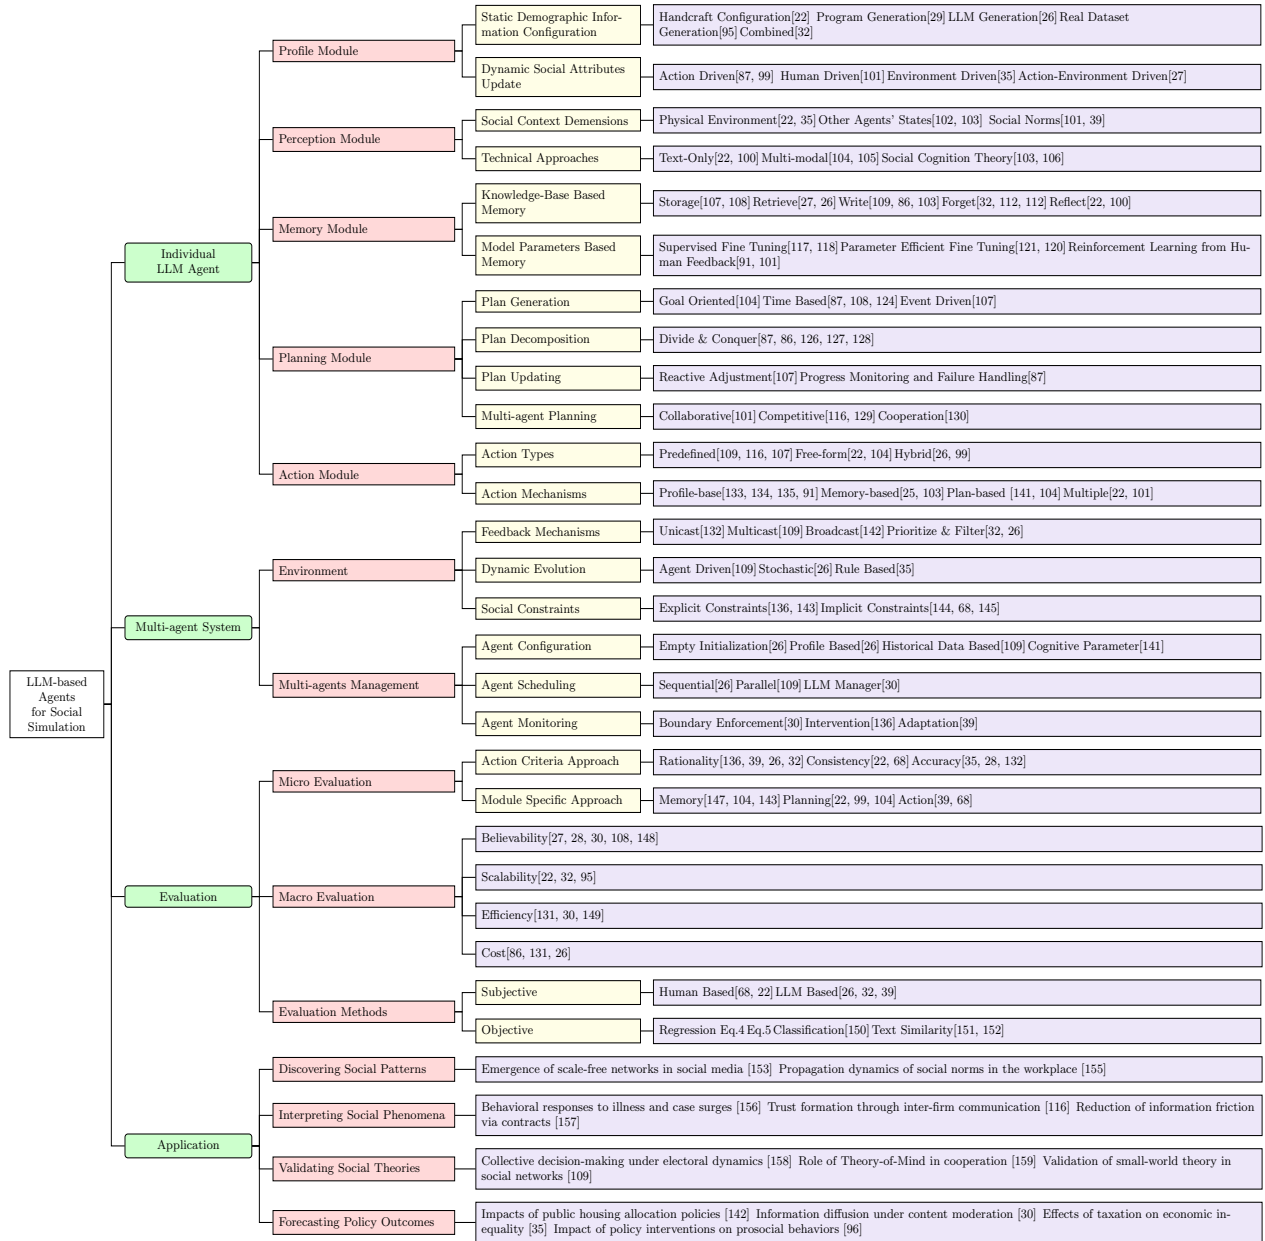 Static Demographic Infor-
mation Configuration
Handcraft Configuration[22] Program Generation[29] LLM Generation[26] Real Dataset
Generation[95] Combined[32]
Profile Module
Dynamic Social Attributes
Update
Action Driven[87, 99] Human Driven[101] Environment Driven[35] Action-Environment Driven[27]
Social Context Demensions
Physical Environment[22, 35] Other Agents' States[102, 103] Social Norms[101, 39]
Perception Module
Technical Approaches
Text-Only[22, 100] Multi-modal[104, 105] Social Cognition Theory[103, 106]
Knowledge-Base Based
Memory
Storage[107, 108] Retrieve[27, 26] Write[109, 86, 103] Forget[32, 112, 112] Reflect[22, 100]
Memory Module
Model Parameters Based
Memory
Supervised Fine Tuning[117, 118] Parameter Efficient Fine Tuning[121, 120] Reinforcement Learning from Hu-
man Feedback[91, 101]
Individual
LLM Agent
Plan Generation
Goal Oriented[104] Time Based[87, 108, 124] Event Driven[107]
Plan Decomposition
Divide & Conquer[87, 86, 126, 127, 128]
Planning Module
Plan Updating
Reactive Adjustment[107] Progress Monitoring and Failure Handling[87]
Multi-agent Planning
Collaborative[101] Competitive[116, 129] Cooperation[130]
Action Types
Predefined[109, 116, 107] Free-form[22, 104] Hybrid[26, 99]
Action Module
Action Mechanisms
Profile-base[133, 134, 135, 91] Memory-based[25, 103] Plan-based [141, 104] Multiple[22, 101]
Feedback Mechanisms
Unicast[132] Multicast[109] Broadcast[142] Prioritize & Filter[32, 26]
Environment
Dynamic Evolution
Agent Driven[109] Stochastic[26] Rule Based[35]
Social Constraints
Explicit Constraints[136, 143] Implicit Constraints[144, 68, 145]
Multi-agent System
Agent Configuration
Empty Initialization[26] Profile Based[26] Historical Data Based[109] Cognitive Parameter[141]
Multi-agents Management
Agent Scheduling
Sequential[26] Parallel[109] LLM Manager[30]
Agent Monitoring
Boundary Enforcement[30] Intervention[136] Adaptation[39]
LLM-based
Agents
for Social
Simulation
Action Criteria Approach
Rationality[136, 39, 26, 32] Consistency[22, 68] Accuracy[35, 28, 132]
Micro Evaluation
Module Specific Approach
Memory[147, 104, 143] Planning[22, 99, 104] Action[39, 68]
Believability[27, 28, 30, 108, 148]
Scalability[22, 32, 95]
Evaluation
Macro Evaluation
Efficiency[131, 30, 149]
Cost[86, 131, 26]
Subjective
Human Based[68, 22] LLM Based[26, 32, 39]
Evaluation Methods
Objective
Regression Eq.4 Eq.5 Classification[150] Text Similarity[151, 152]
Discovering Social Patterns
Emergence of scale-free networks in social media [153] Propagation dynamics of social norms in the workplace [155]
Interpreting Social Phenomena
Behavioral responses to illness and case surges [156] Trust formation through inter-firm communication [116] Reduction of information friction
via contracts [157]
Application
Validating Social Theories
Collective decision-making under electoral dynamics [158] Role of Theory-of-Mind in cooperation [159] Validation of small-world theory in
social networks [109]
Forecasting Policy Outcomes
Impacts of public housing allocation policies [142] Information diffusion under content moderation [30] Effects of taxation on economic in-
equality [35] Impact of policy interventions on prosocial behaviors [96]